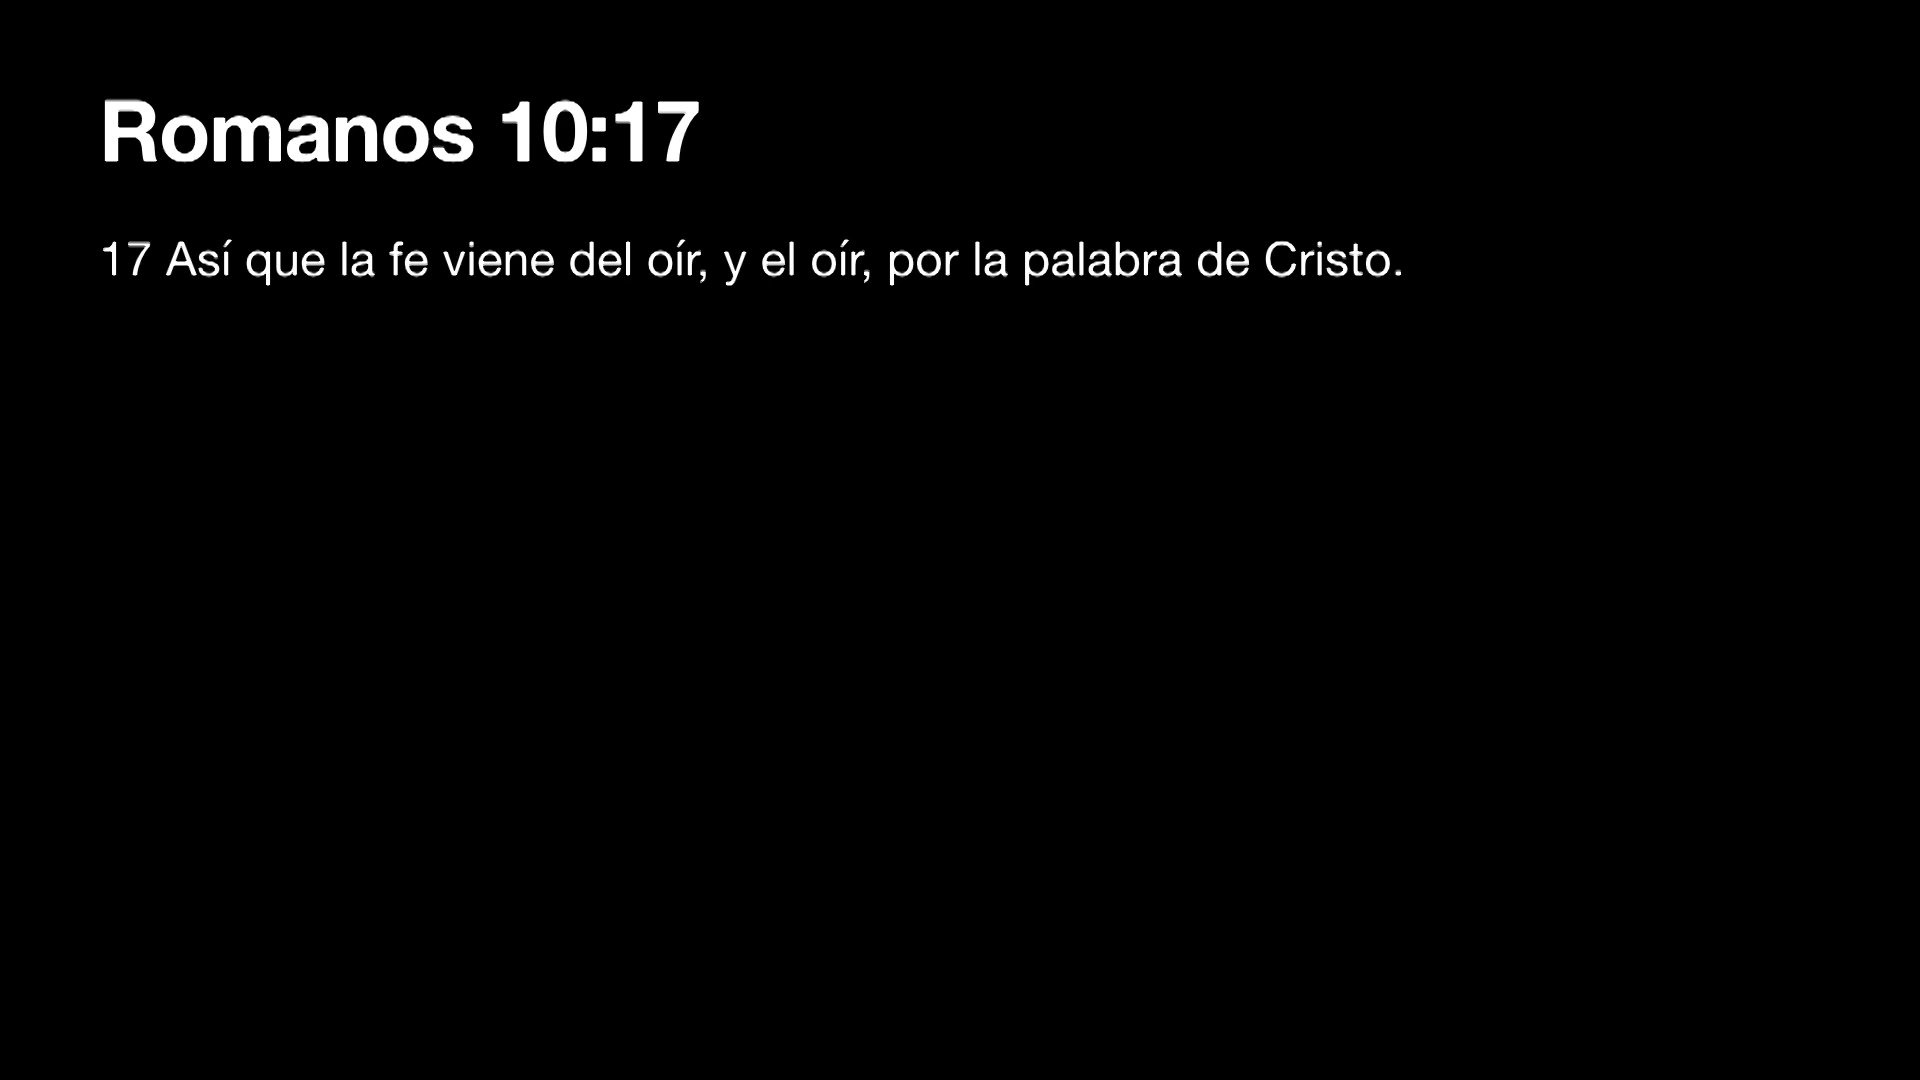 Romanos 10:17
17 Así que la fe viene del oír, y el oír, por la palabra de Cristo.